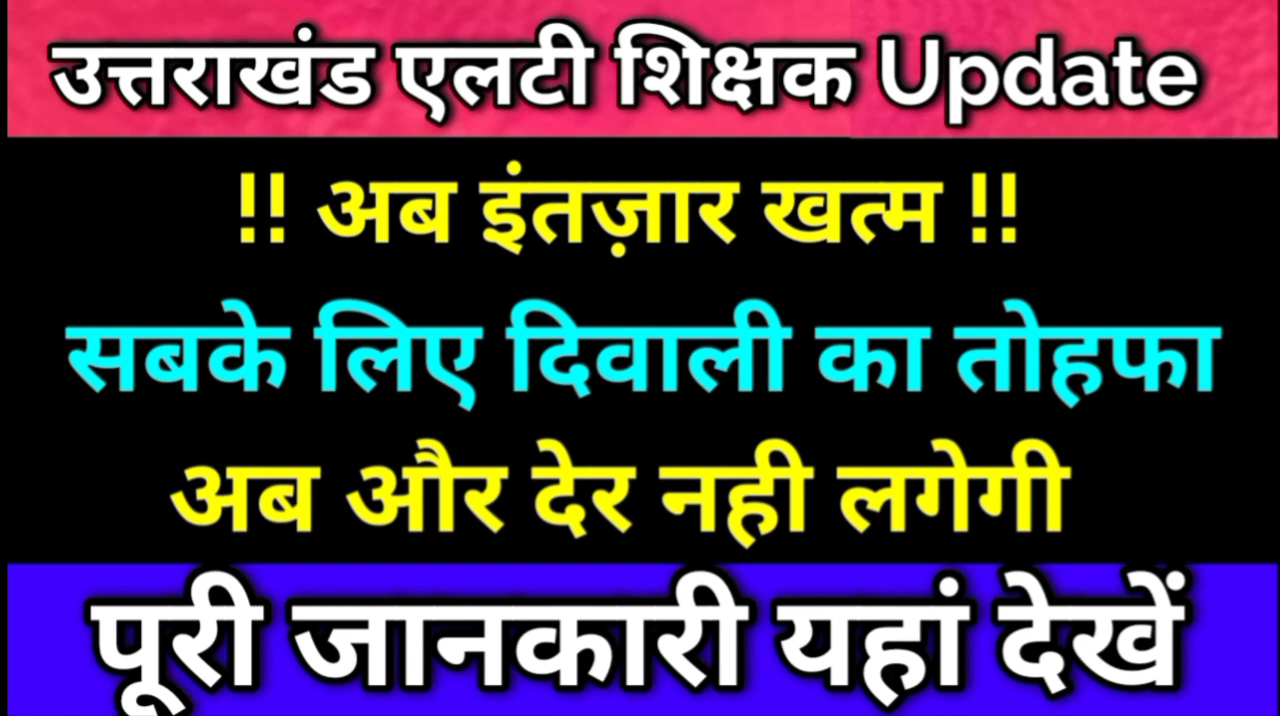 उत्तराखंड एलटी शिक्षक Update
!! अब इंतज़ार खत्म !!
सबके लिए दिवाली का तोहफा
अब और देर नही लगेगी
पूरी जानकारी यहां देखें